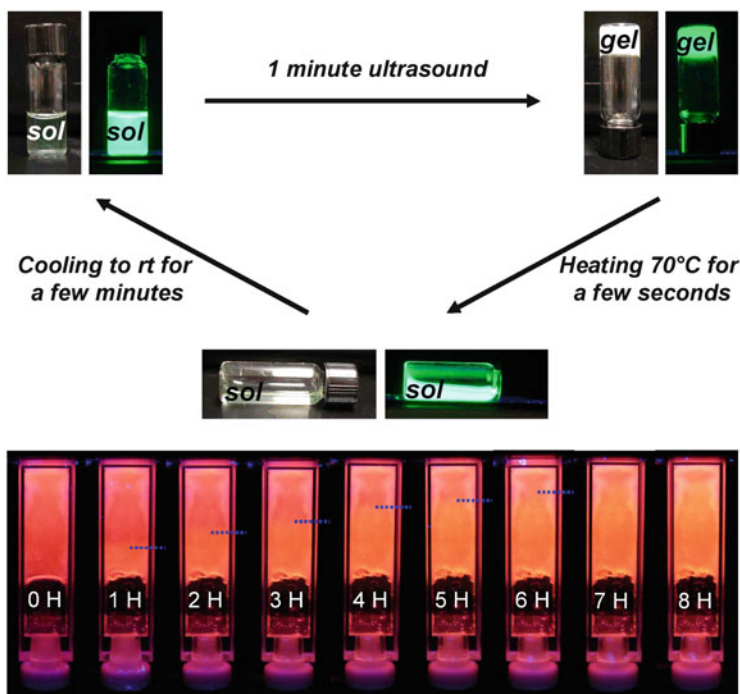 sol
sol
1 minute ultrasound
gel
gel
Cooling to rt for
a few minutes
Heating 70°C for
a few seconds
sol
sol
0 H
1 H
2 H
3 H
4 H
5 H
6 H
7 H
8 H